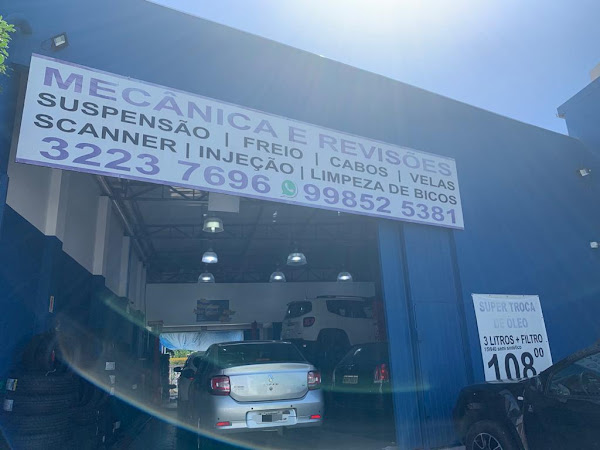 MECÂNICA E REVISÕES
SUSPENSÃO | FREIO | CABOS | VELAS
SCANNER | INJEÇÃO | LIMPEZA DE BICOS
3223 7696 99852 5381
SUPER TROCA
DE ÓLEO
3 LITROS + FILTRO
108,00